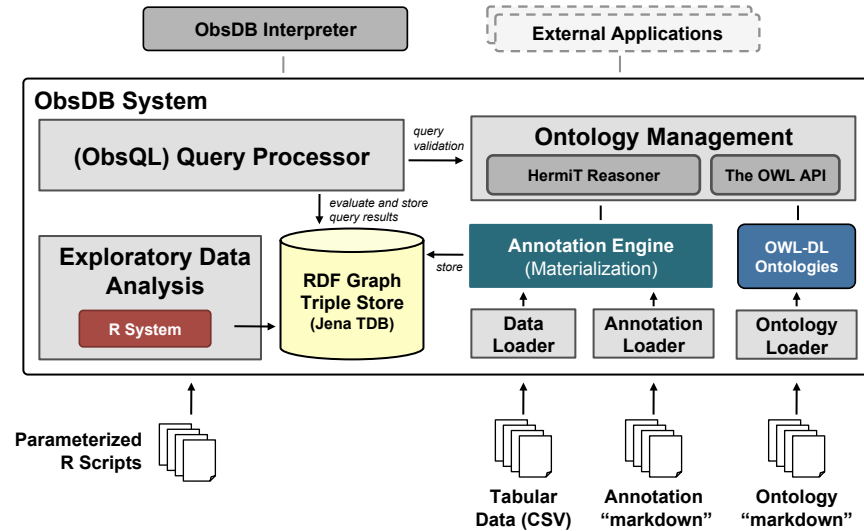 ObsDB Interpreter
External Applications
ObsDB System
(ObsQL) Query Processor
query
validation
Ontology Management
HermiT Reasoner
The OWL API
evaluate and store
query results
Exploratory Data
Analysis
R System
RDF Graph
Triple Store
(Jena TDB)
store
Annotation Engine
(Materialization)
OWL-DL
Ontologies
Data
Loader
Annotation
Loader
Ontology
Loader
Parameterized
R Scripts
Tabular
Data (CSV)
Annotation
“markdown”
Ontology
“markdown”